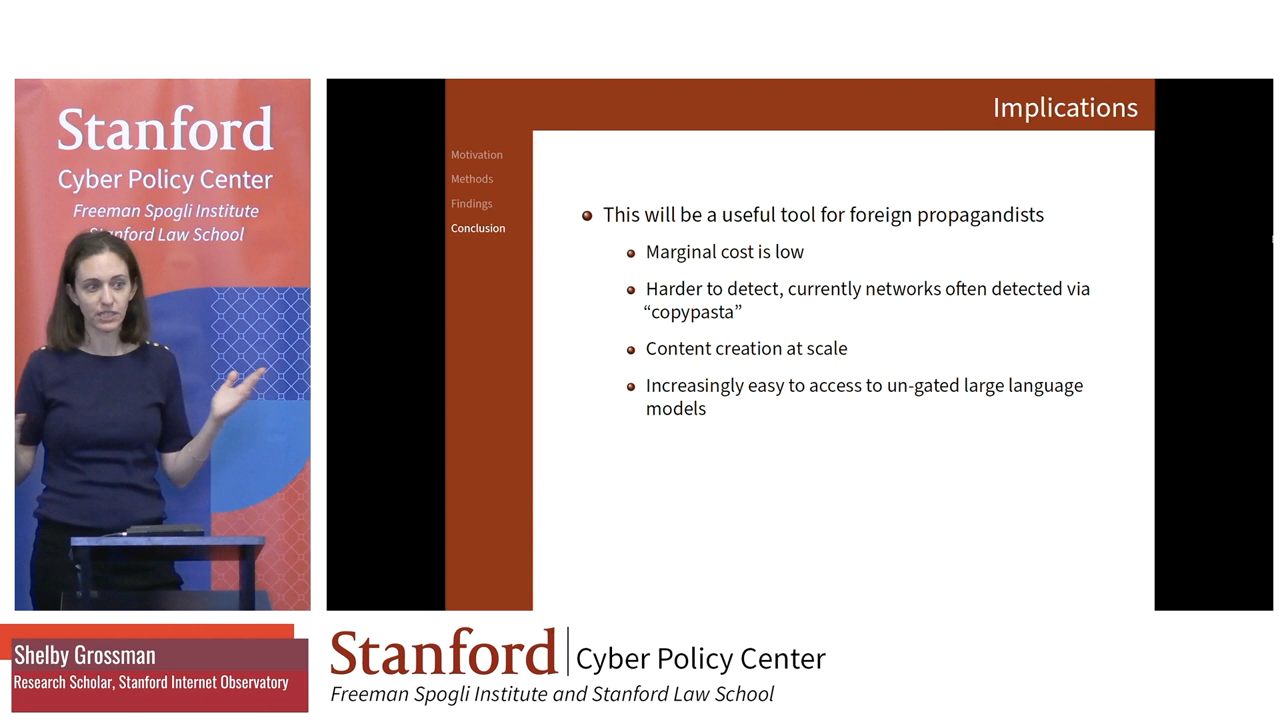 Stanford
Cyber Policy Center
Freeman Spogli Institute
Stanford Law School
Implications
Motivation
Methods
Findings
Conclusion
This will be a useful tool for foreign propagandists
Marginal cost is low
Harder to detect, currently networks often detected via
“copypasta”
Content creation at scale
Increasingly easy to access to un-gated large language
models
Shelby Grossman
Research Scholar, Stanford Internet Observatory
Stanford | Cyber Policy Center
Freeman Spogli Institute and Stanford Law School